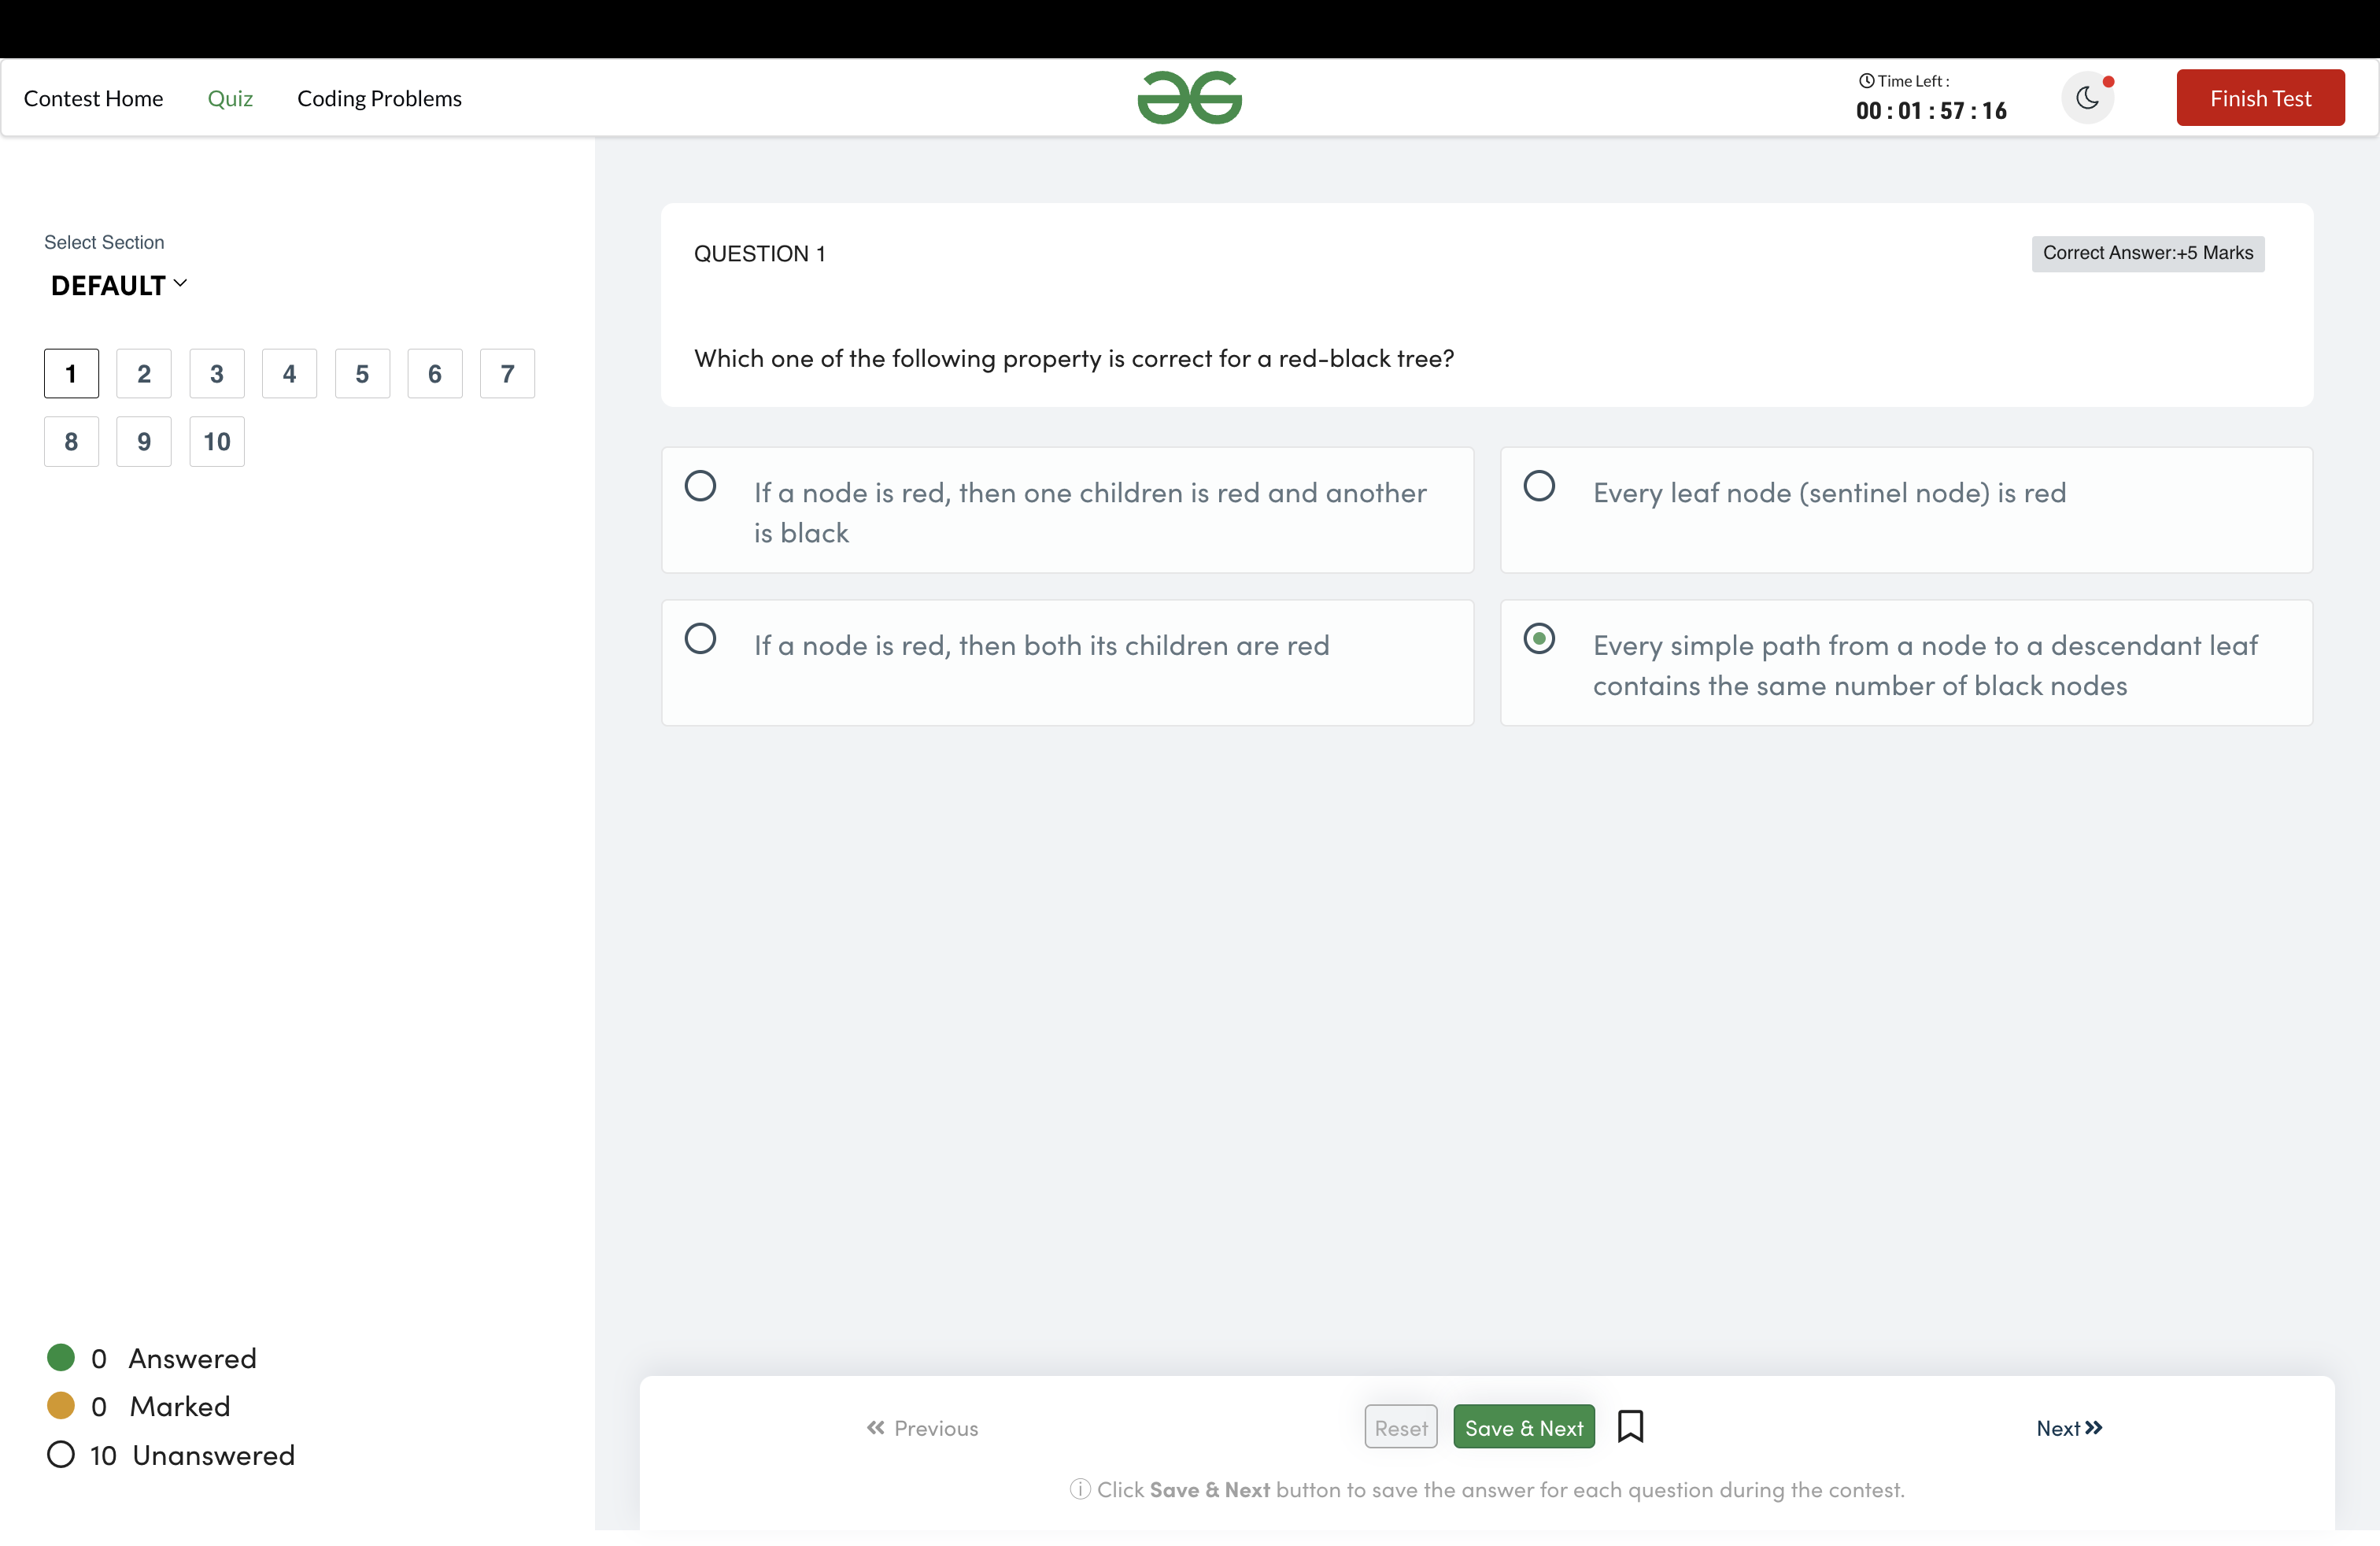 Contest Home
Quiz
Coding Problems
Time Left :
00 : 01 : 57 : 16
Finish Test
Select Section
DEFAULT
1 2 3 4 5 6 7
8 9 10
QUESTION 1
Correct Answer:+5 Marks
Which one of the following property is correct for a red-black tree?
If a node is red, then one children is red and another
is black
Every leaf node (sentinel node) is red
If a node is red, then both its children are red
Every simple path from a node to a descendant leaf
contains the same number of black nodes
0 Answered
0 Marked
10 Unanswered
Previous
Reset
Save & Next
Next
Click Save & Next button to save the answer for each question during the contest.